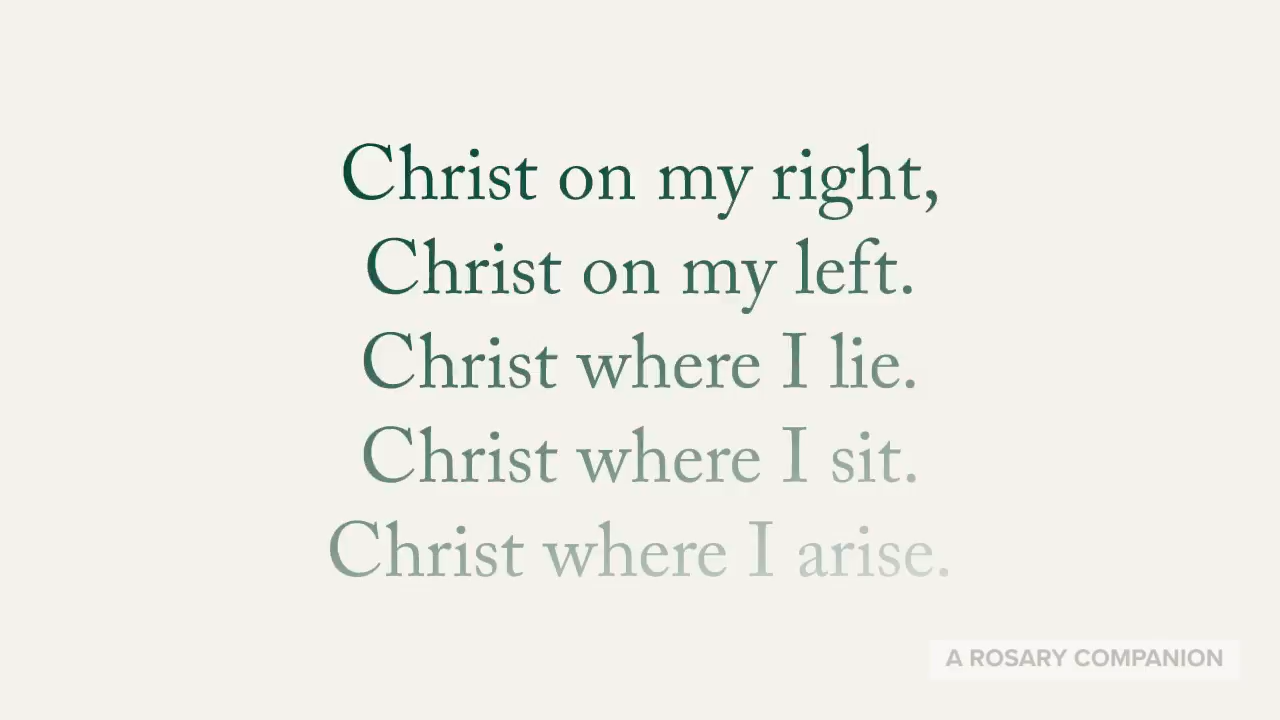 Christ on my right,
Christ on my left.
Christ where I lie.
Christ where I sit.
Christ where I arise.
A ROSARY COMPANION